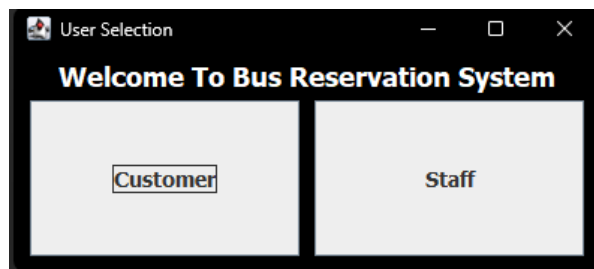 User Selection
Welcome To Bus Reservation System
Customer
Staff